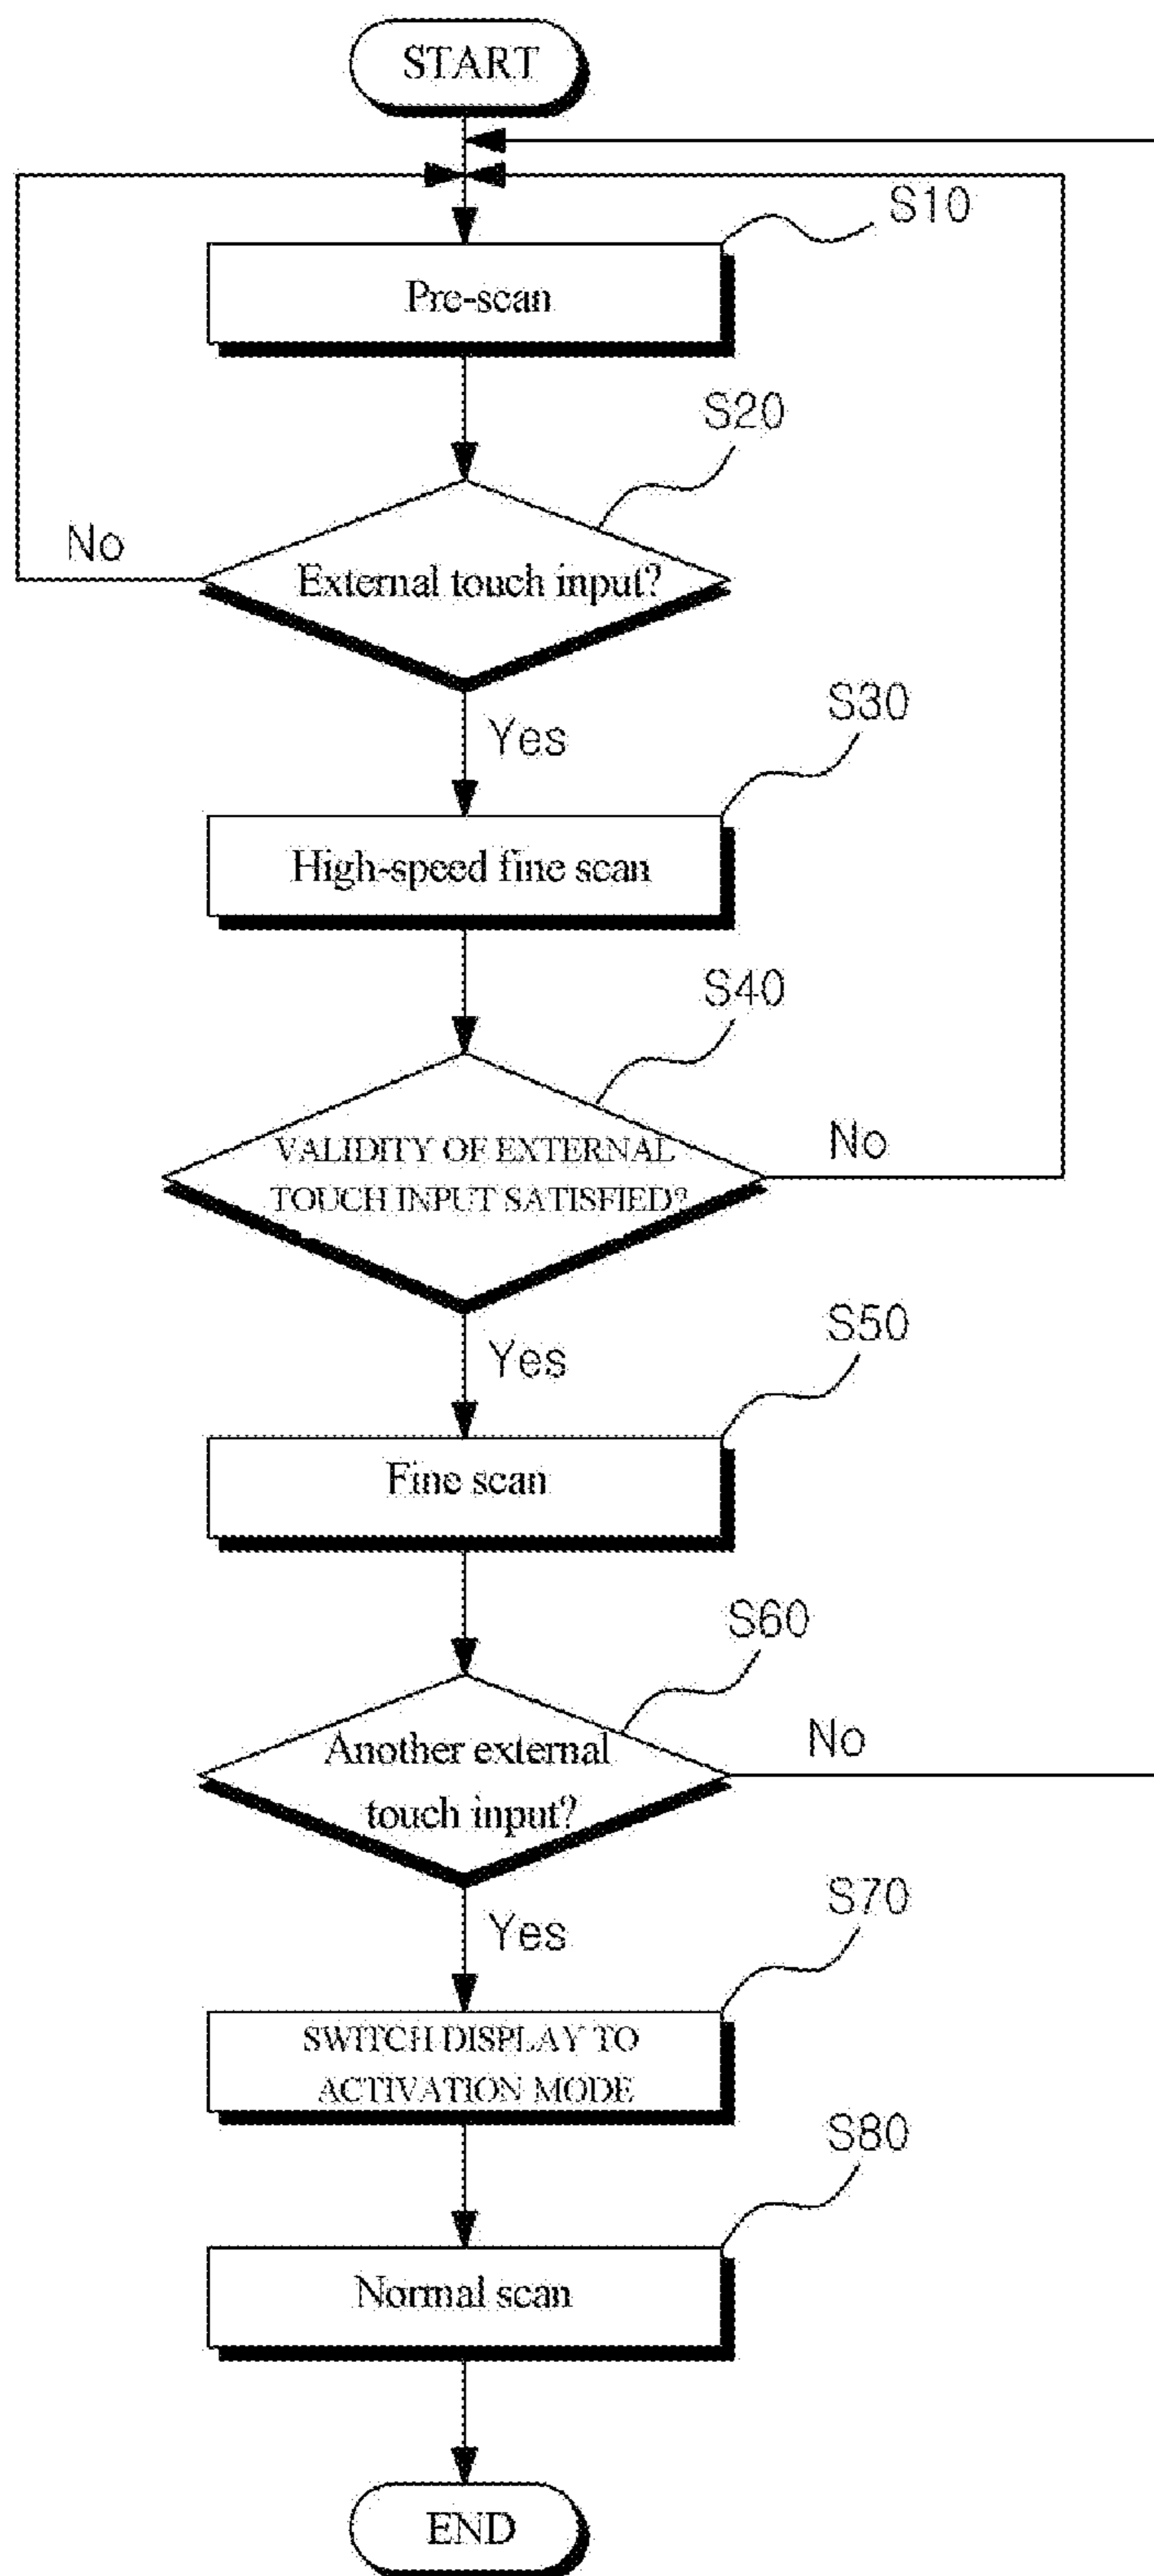 START
S10
Pre-scan
S20
No
External touch input?
Yes
S30
High-speed fine scan
S40
VALIDITY OF EXTERNAL
TOUCH INPUT SATISFIED?
No
Yes
S50
Fine scan
S60
Another external
touch input?
No
Yes
S70
SWITCH DISPLAY TO
ACTIVATION MODE
S80
Normal scan
END